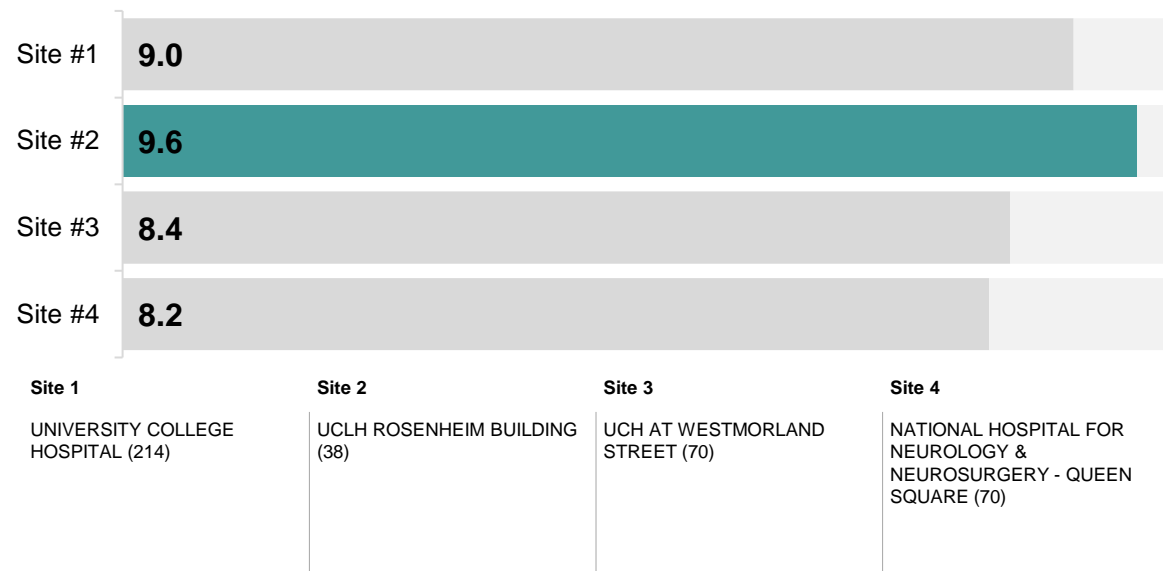 Site #1 9.0
Site #2 9.6
Site #3 8.4
Site #4 8.2
Site 1
UNIVERSITY COLLEGE
HOSPITAL (214)
Site 2
UCLH ROSENHEIM BUILDING
(38)
Site 3
UCH AT WESTMORLAND
STREET (70)
Site 4
NATIONAL HOSPITAL FOR
NEUROLOGY &
NEUROSURGERY - QUEEN
SQUARE (70)